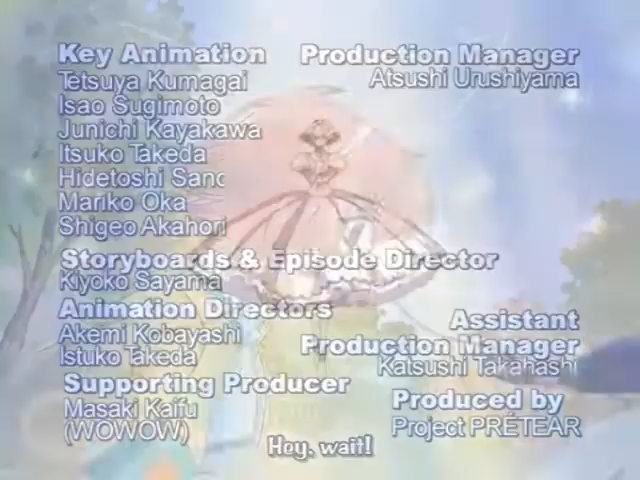 Key Animation
Tetsuya Kumagai
Isao Sugimoto
Junichi Kayakawa
Itsuko Takeda
Hidetoshi Sano
Mariko Oka
Shigeo Akahori
Production Manager
Atsushi Urushiyama
Storyboards & Episode Director
Kiyoko Sayama
Animation Directors
Akemi Kobayashi
Istuko Takeda
Supporting Producer
Masaki Kaifu
(WOWOW)
Assistant
Production Manager
Katsushi Takahashi
Produced by
Project PRÉTEAR
Hey, wait!